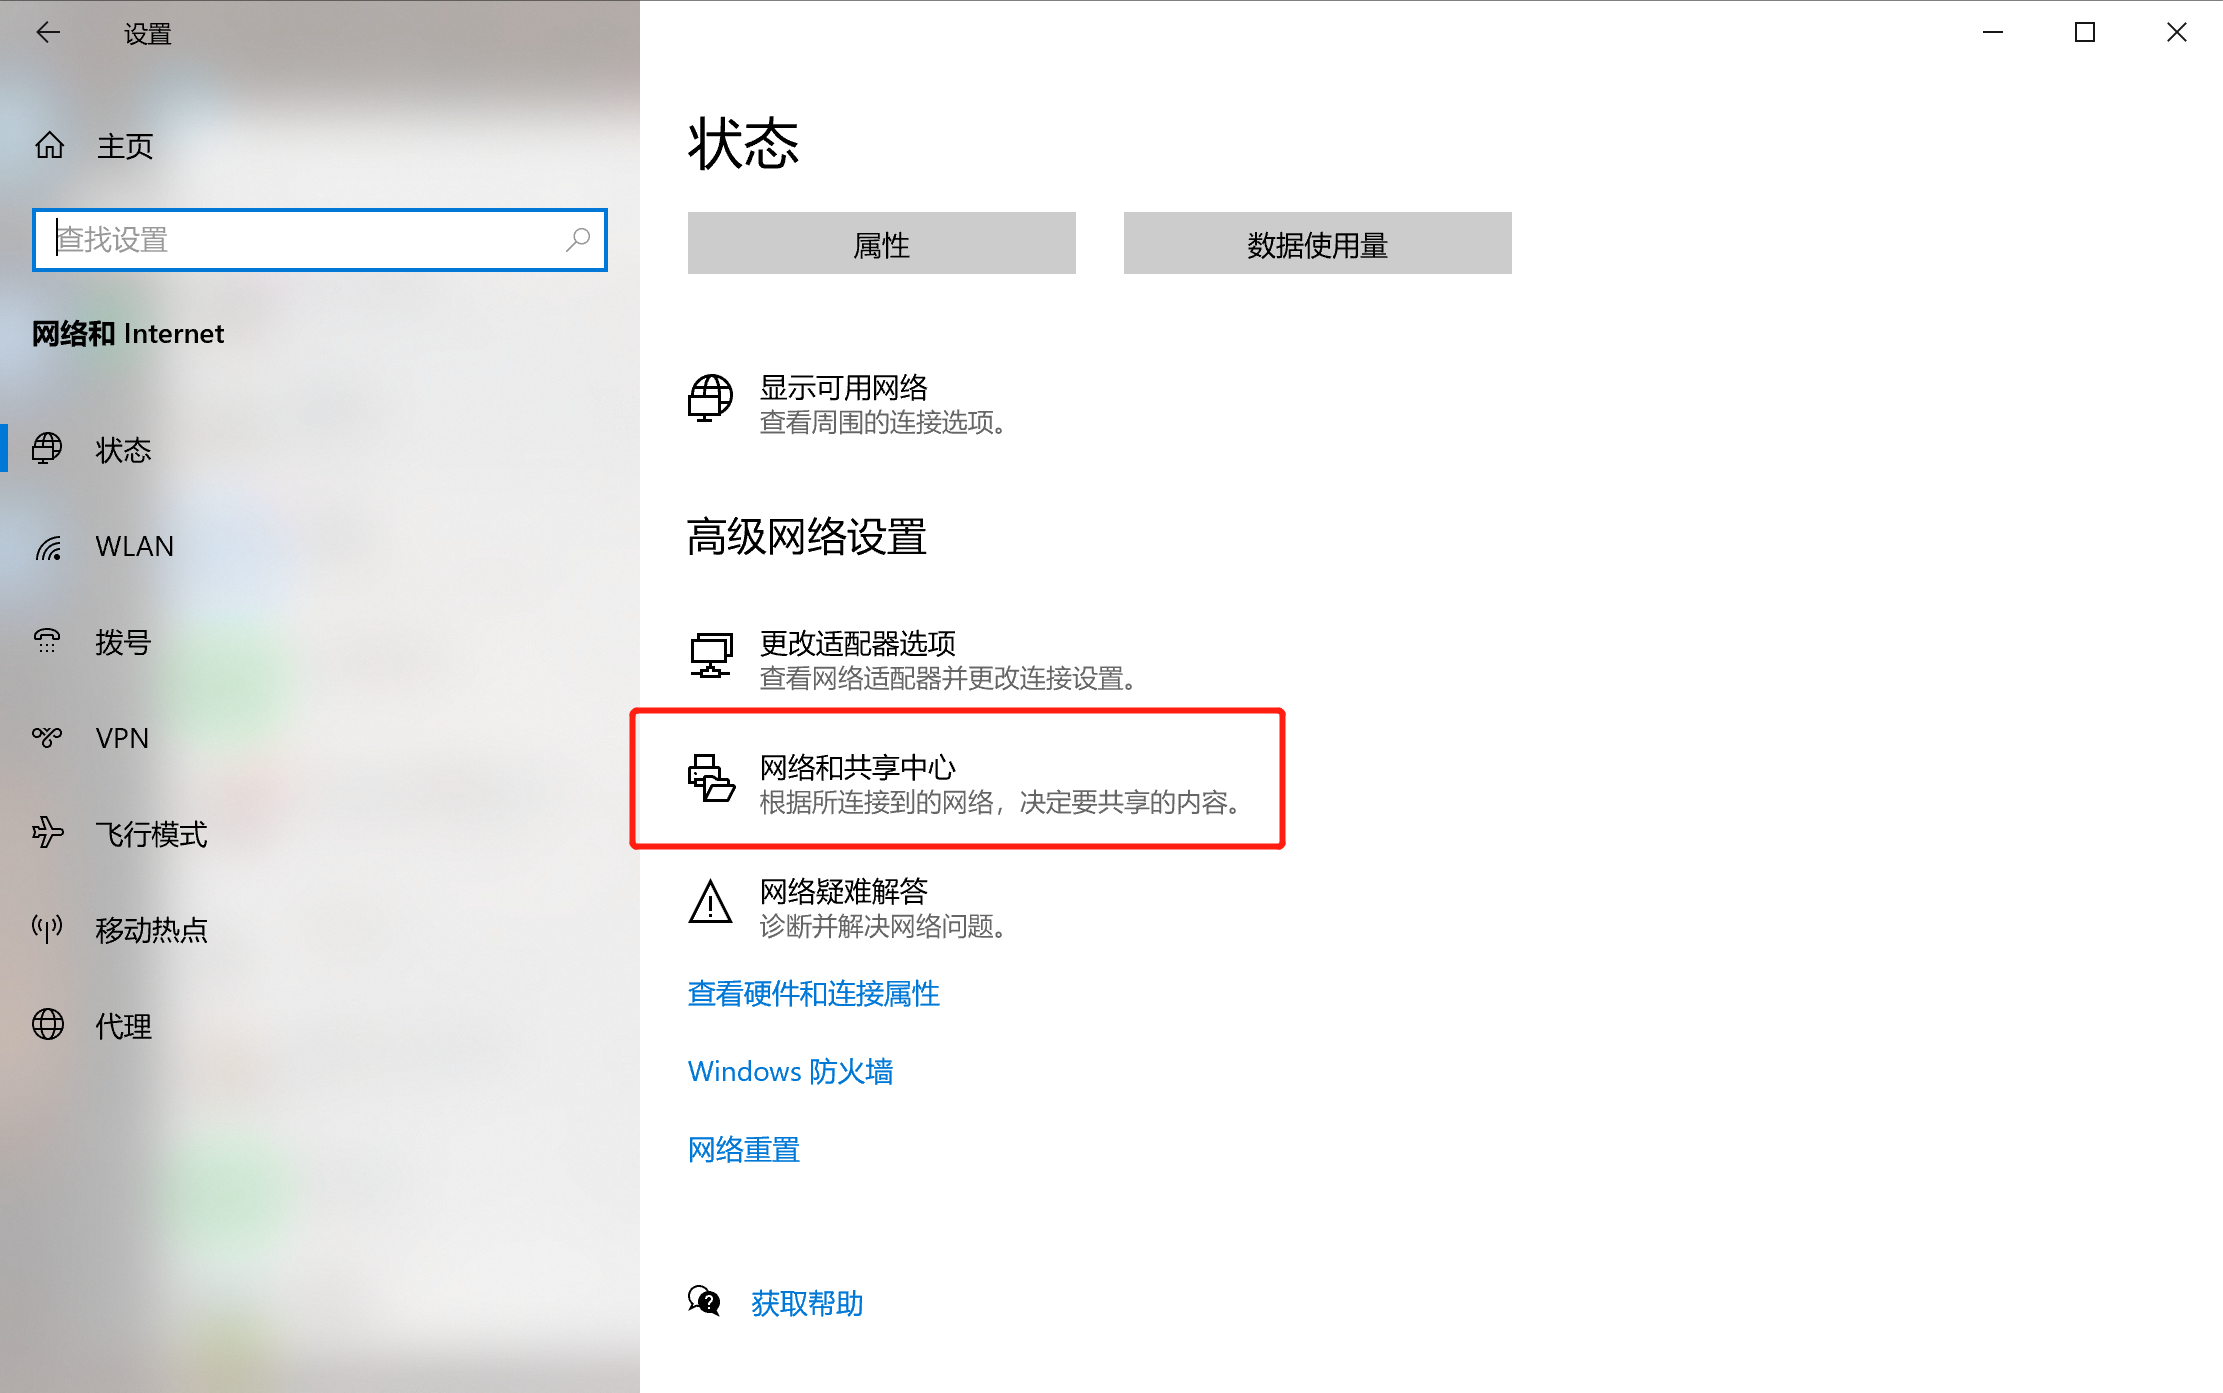 设置
主页
查找设置
网络和 Internet
状态
WLAN
拨号
VPN
飞行模式
移动热点
代理
状态
属性
数据使用量
显示可用网络
查看周围的连接选项。
高级网络设置
更改适配器选项
查看网络适配器并更改连接设置。
网络和共享中心
根据所连接到的网络，决定要共享的内容。
网络疑难解答
诊断并解决网络问题。
查看硬件和连接属性
Windows 防火墙
网络重置
获取帮助